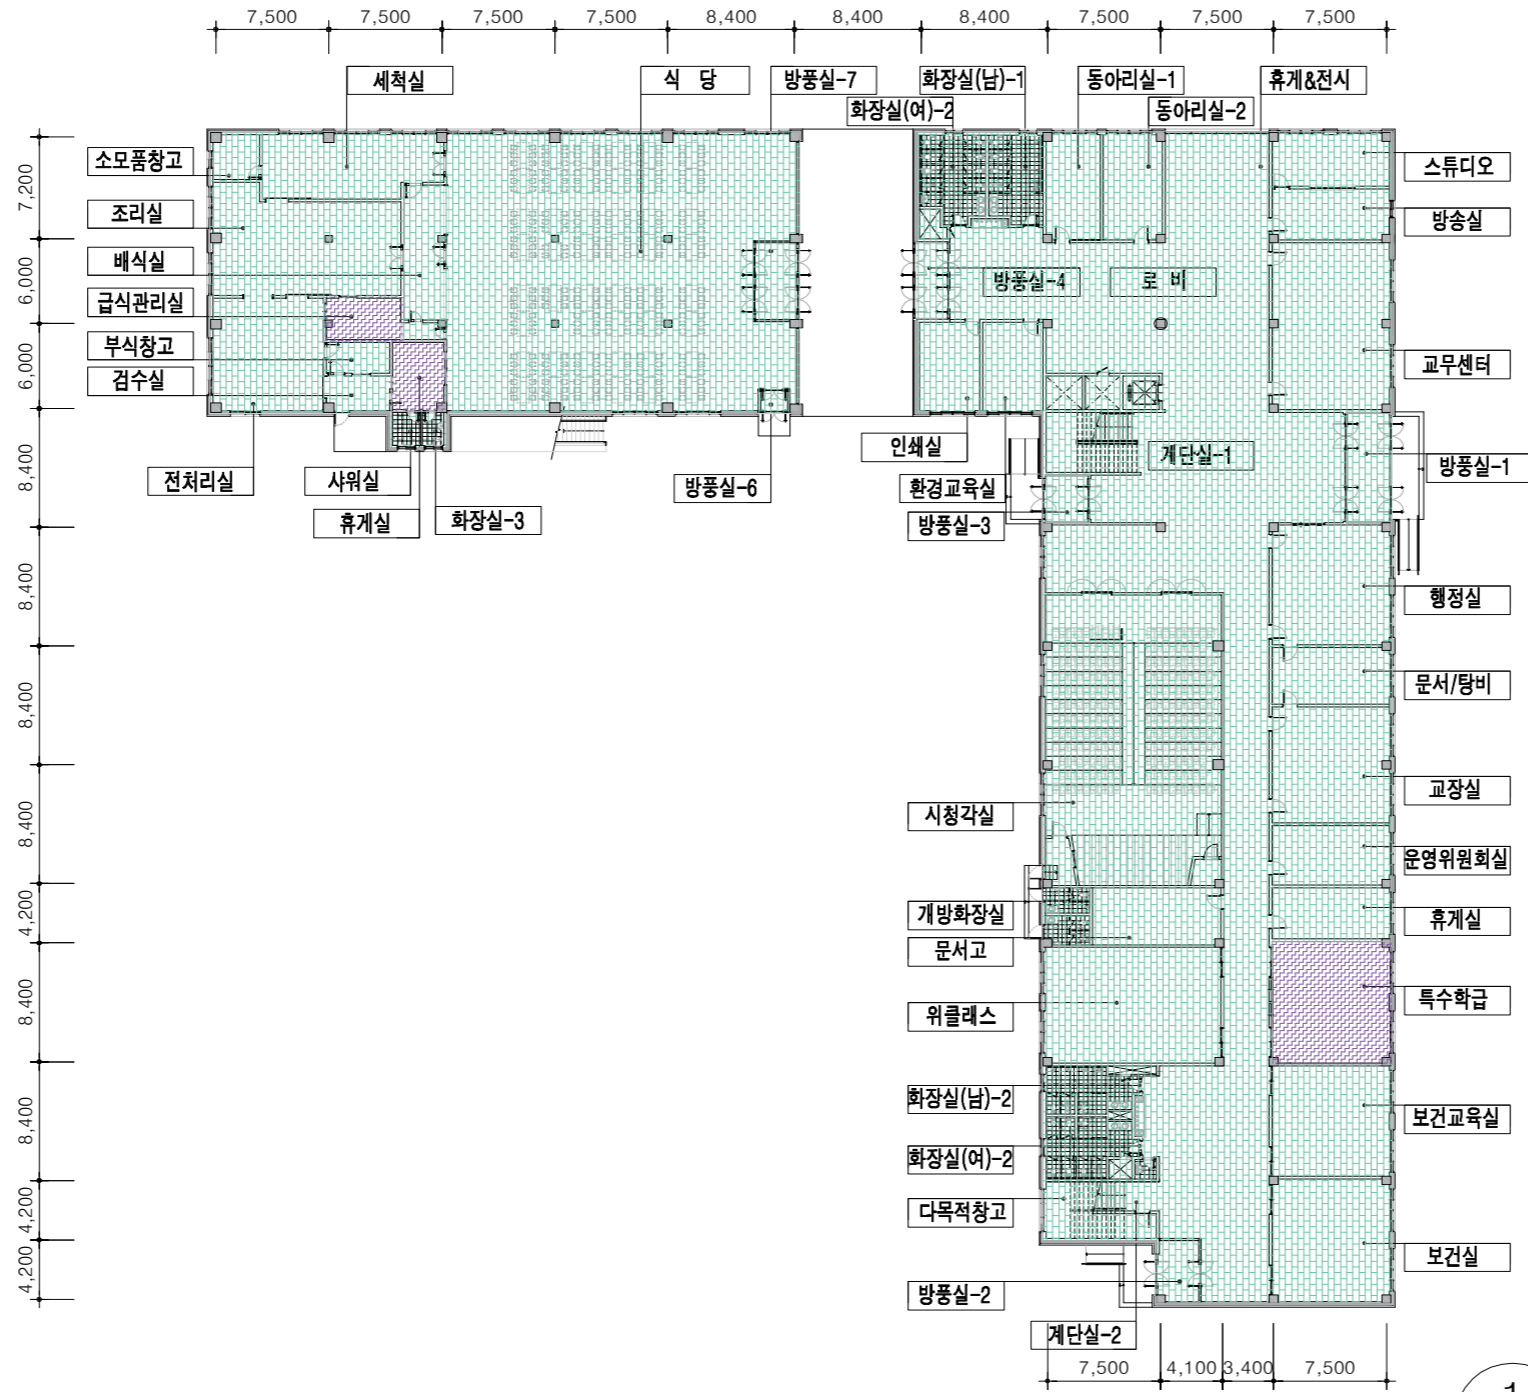 7,500 7,500 7,500 7,500 8,400 8,400 8,400 7,500 7,500 7,500
세척실
식 당
방풍실-7
화장실(남)-1
동아리실-1
휴게&전시
화장실(여)-2
동아리실-2
소모품창고
조리실
배식실
급식관리실
부식창고
검수실
전처리실
샤워실
휴게실
화장실-3
방풍실-6
7,200
6,000
6,000
8,400
8,400
8,400
8,400
4,200
8,400
8,400
4,200
4,200
방풍실-4
로 비
계단실-1
인쇄실
환경교육실
방풍실-3
시청각실
개방화장실
문서고
위클래스
화장실(남)-2
화장실(여)-2
다목적창고
방풍실-2
계단실-2
스튜디오
방송실
교무센터
방풍실-1
행정실
문서/탕비
교장실
운영위원회실
휴게실
특수학급
보건교육실
보건실
7,500 4,100 3,400 7,500
1